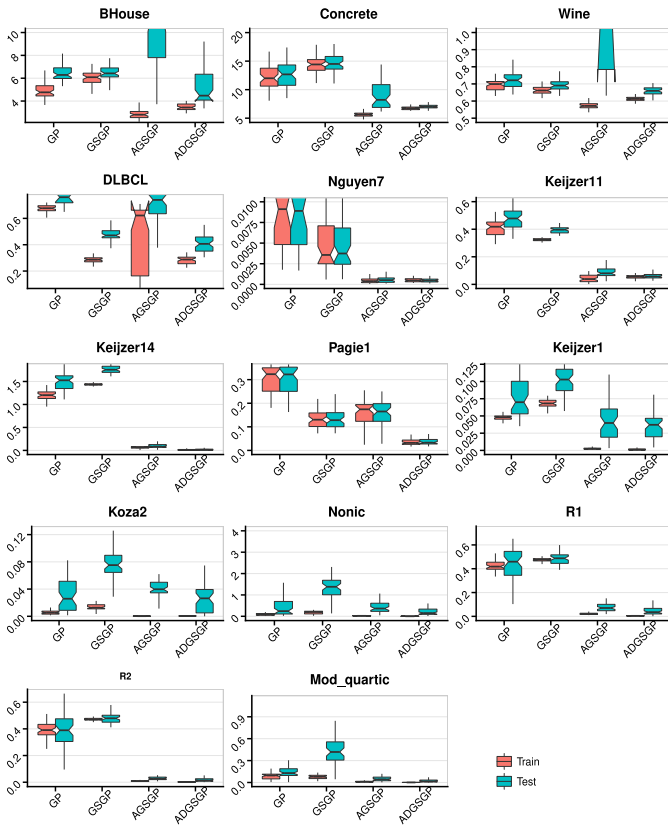 BHouse
Concrete
Wine
10
8
6
4
GP
GSGP
AGSGP
ADGSGP
20
15
10
5
GP
GSGP
AGSGP
ADGSGP
1.0
0.9
0.8
0.7
0.6
0.5
GP
GSGP
AGSGP
ADGSGP
DLBCL
Nguyen7
Keijzer11
0.6
0.4
0.2
GP
GSGP
AGSGP
ADGSGP
0.0100
0.0075
0.0050
0.0025
0.0000
GP
GSGP
AGSGP
ADGSGP
0.6
0.4
0.2
0.0
GP
GSGP
AGSGP
ADGSGP
Keijzer14
Pagie1
Keijzer1
1.5
1.0
0.5
0.0
GP
GSGP
AGSGP
ADGSGP
0.3
0.2
0.1
0.0
GP
GSGP
AGSGP
ADGSGP
0.125
0.100
0.075
0.050
0.025
0.000
GP
GSGP
AGSGP
ADGSGP
Koza2
Nonic
R1
0.12
0.08
0.04
0.00
GP
GSGP
AGSGP
ADGSGP
4
3
2
1
0
GP
GSGP
AGSGP
ADGSGP
0.6
0.4
0.2
0.0
GP
GSGP
AGSGP
ADGSGP
R2
Mod_quartic
0.6
0.4
0.2
0.0
GP
GSGP
AGSGP
ADGSGP
0.9
0.6
0.3
0.0
GP
GSGP
AGSGP
ADGSGP
Train
Test